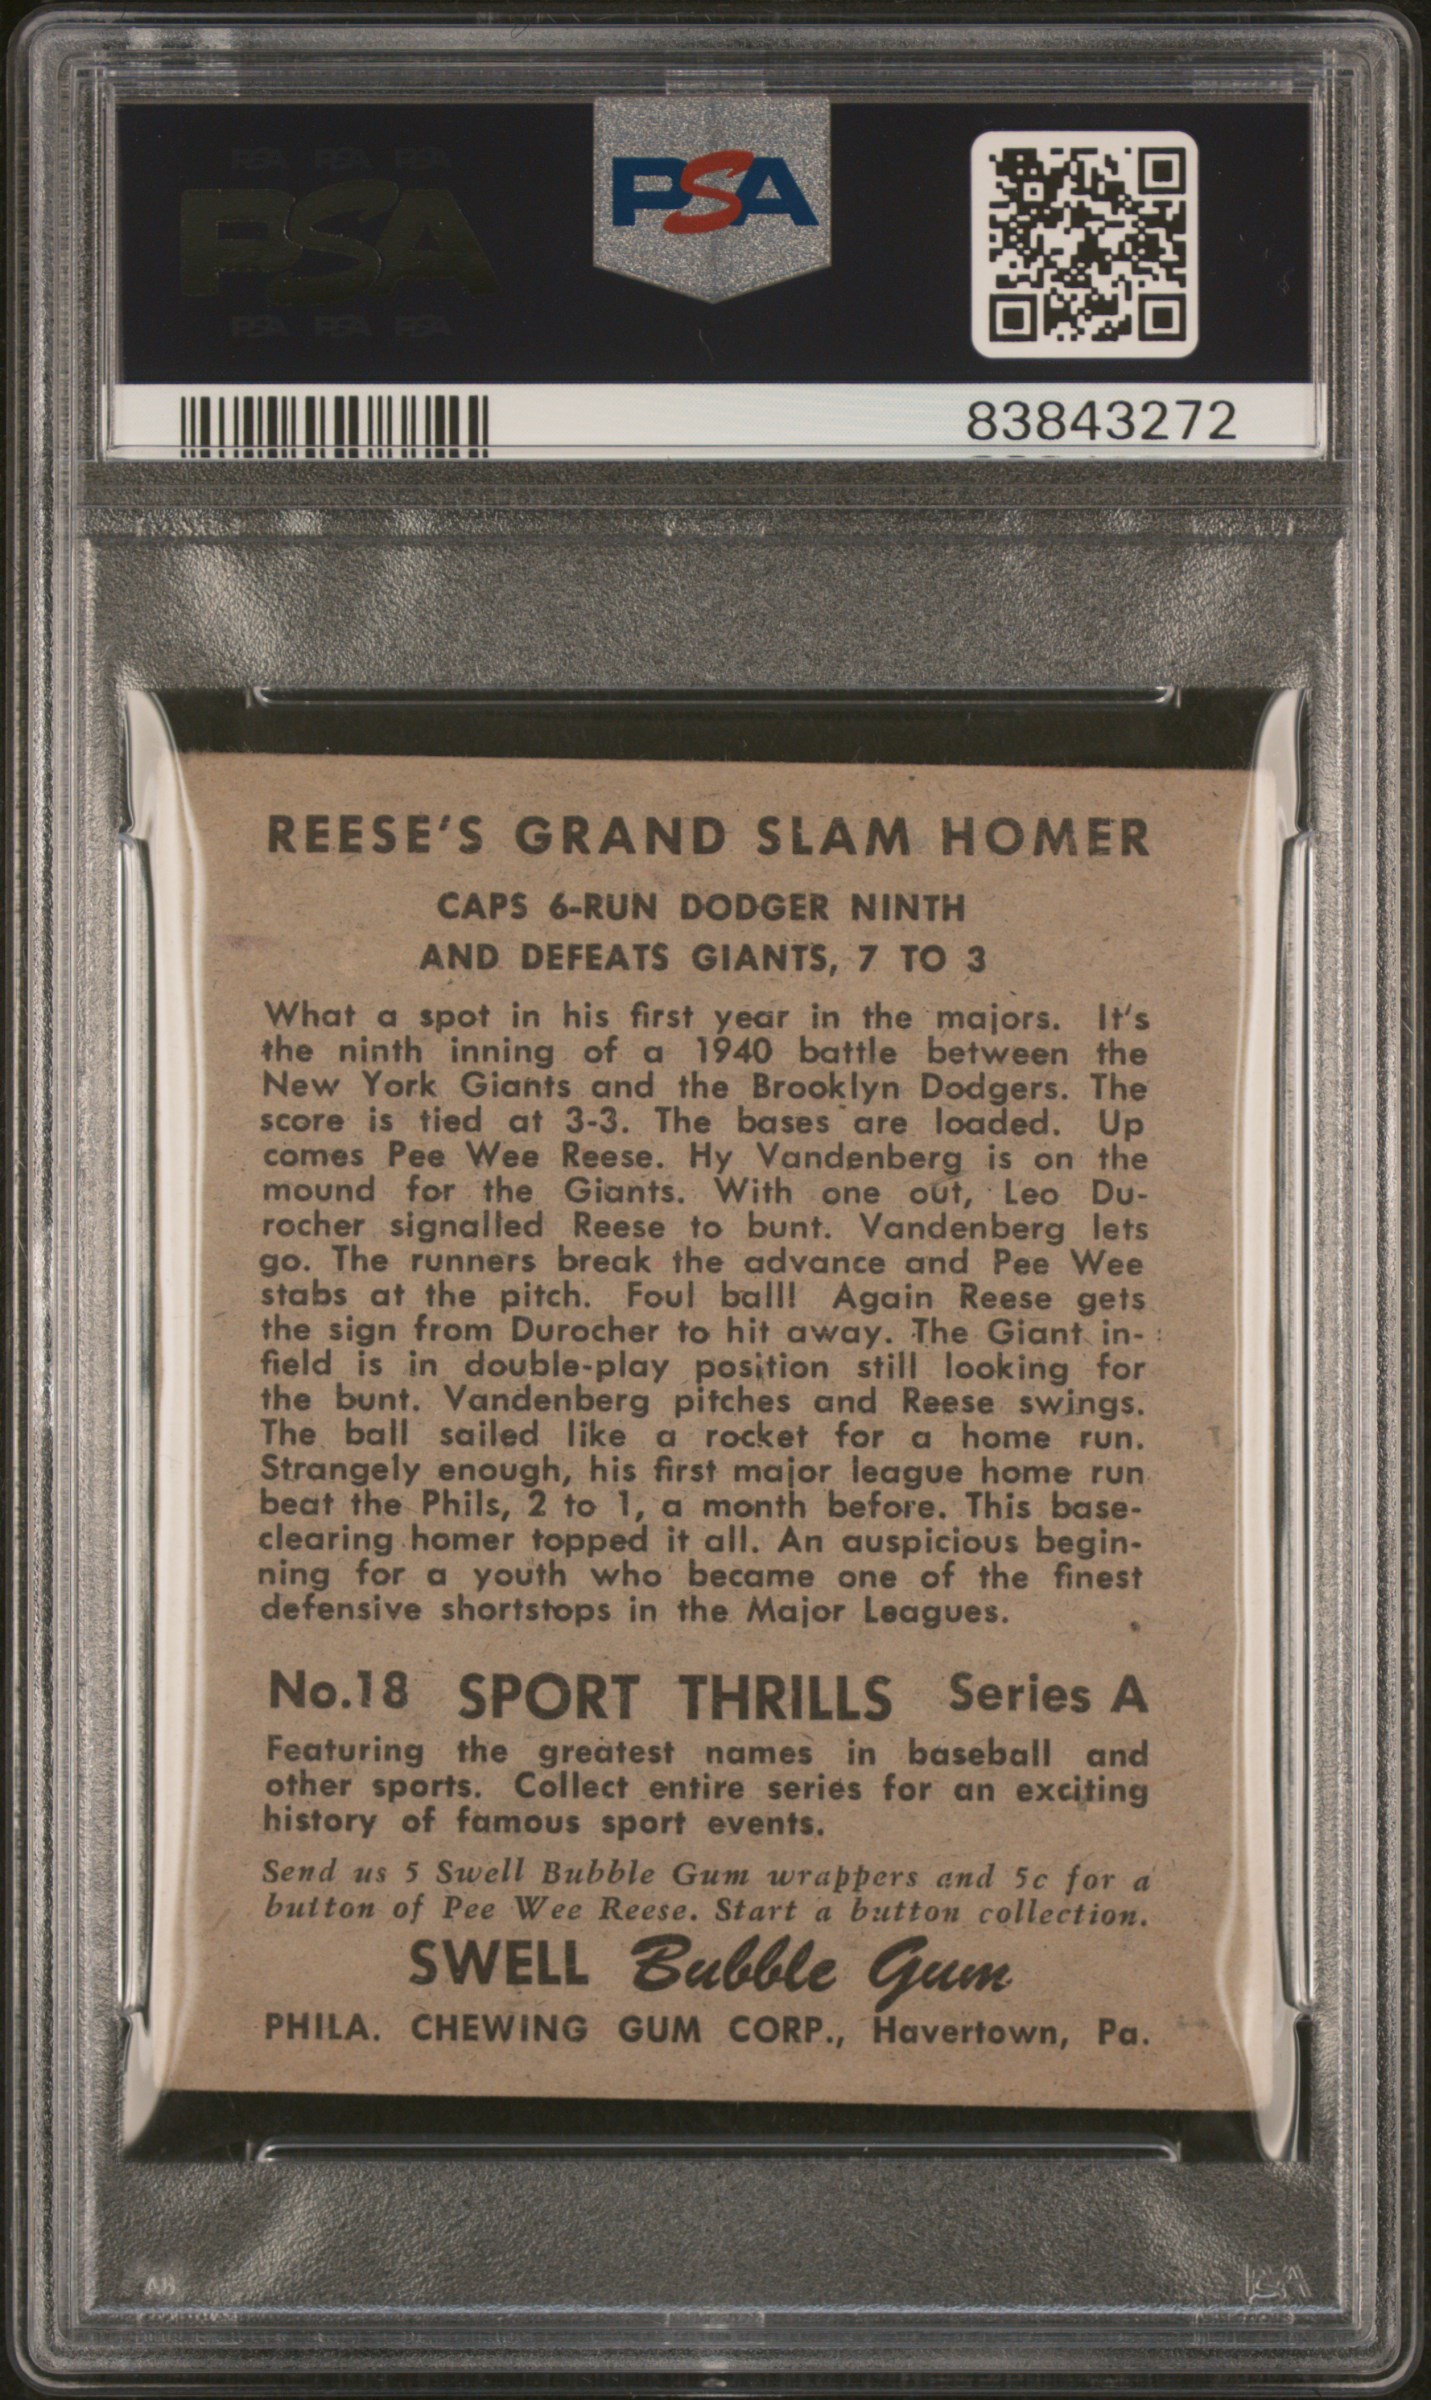 PSA PSA PSA
PSA
PSA PSA PSA
PSA
83843272
REESE'S GRAND SLAM HOMER
CAPS 6-RUN DODGER NINTH
AND DEFEATS GIANTS, 7 TO 3
What a spot in his first year in the majors. It's
the ninth inning of a 1940 battle between the
New York Giants and the Brooklyn Dodgers. The
score is tied at 3-3. The bases are loaded. Up
comes Pee Wee Reese. Hy Vandenberg is on the
mound for the Giants. With one out, Leo Du-
rocher signalled Reese to bunt. Vandenberg lets
go. The runners break the advance and Pee Wee
stabs at the pitch. Foul ball! Again Reese gets
the sign from Durocher to hit away. The Giant in-
field is in double-play position still looking for
the bunt. Vandenberg pitches and Reese swings.
The ball sailed like a rocket for a home run.
Strangely enough, his first major league home run
beat the Phils, 2 to 1, a month before. This base-
clearing homer topped it all. An auspicious begin-
ning for a youth who became one of the finest
defensive shortstops in the Major Leagues.
No.18 SPORT THRILLS Series A
Featuring the greatest names in baseball and
other sports. Collect entire series for an exciting
history of famous sport events.
Send us 5 Swell Bubble Gum wrappers and 5c for a
button of Pee Wee Reese. Start a button collection.
SWELL Bubble Gum
PHILA. CHEWING GUM CORP., Havertown, Pa.
PSA